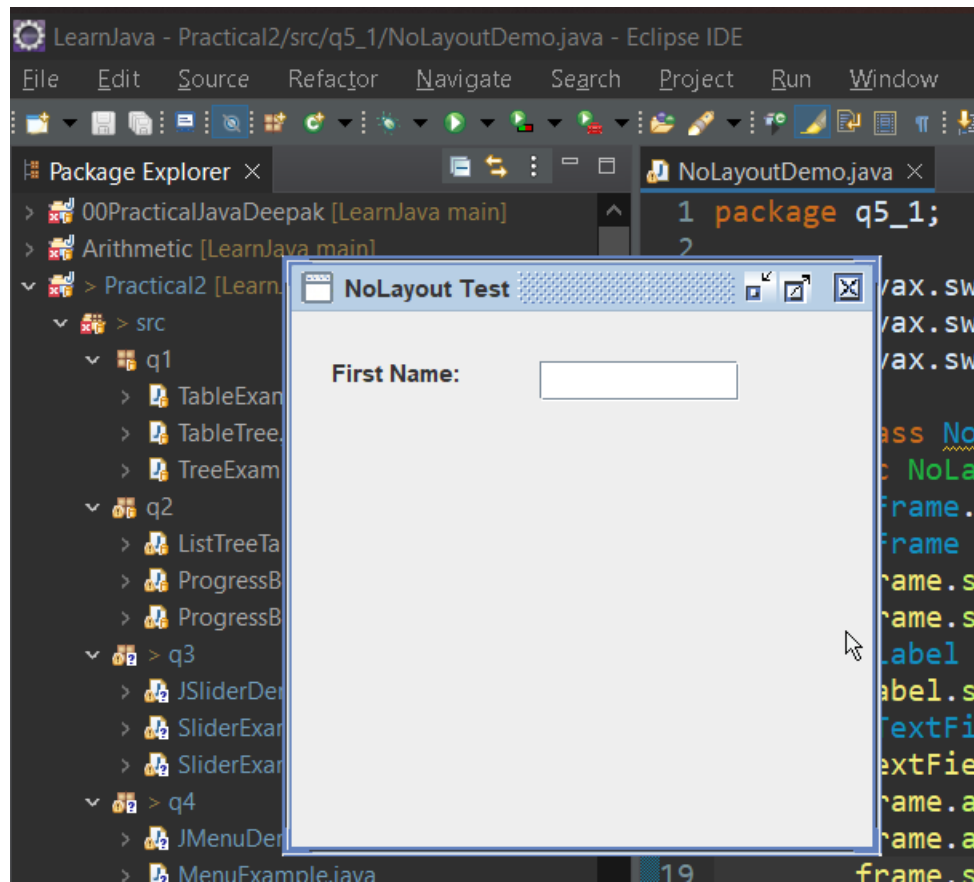 LearnJava - Practical2/src/q5_1/NoLayoutDemo.java - Eclipse IDE
File Edit Source Refactor Navigate Search Project Run Window
Package Explorer
NoLayoutDemo.java
00PracticalJavaDeepak [LearnJava main]
1 package q5_1;
Arithmetic [LearnJava main]
2
> Practical2 [Learn
NoLayout Test
vax.sw
> src
vax.sw
q1
vax.sw
First Name:
TableExam
TableTree.
ass No
TreeExam
c NoLa
q2
Frame.
ListTreeTa
Frame
ProgressB
rame.s
ProgressB
rame.s
> q3
Label
JSliderDe
abel.s
SliderExar
TextFi
SliderExar
extFie
> q4
rame.a
JMenuDer
rame.a
MenuExample.java
19 frame.s